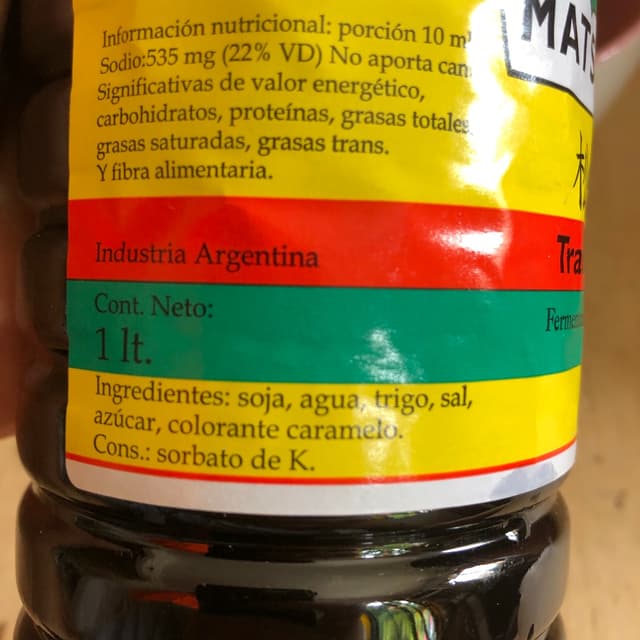 Información nutricional: porción 10 ml
Sodio:535 mg (22% VD) No aporta
Significativas de valor energético,
carbohidratos, proteínas, grasas totales,
grasas saturadas, grasas trans.
Y fibra alimentaria.
Industria Argentina
Cont. Neto:
1 lt.
Ingredientes: soja, agua, trigo, sal,
azúcar, colorante caramelo.
Cons.: sorbato de K.
MATS